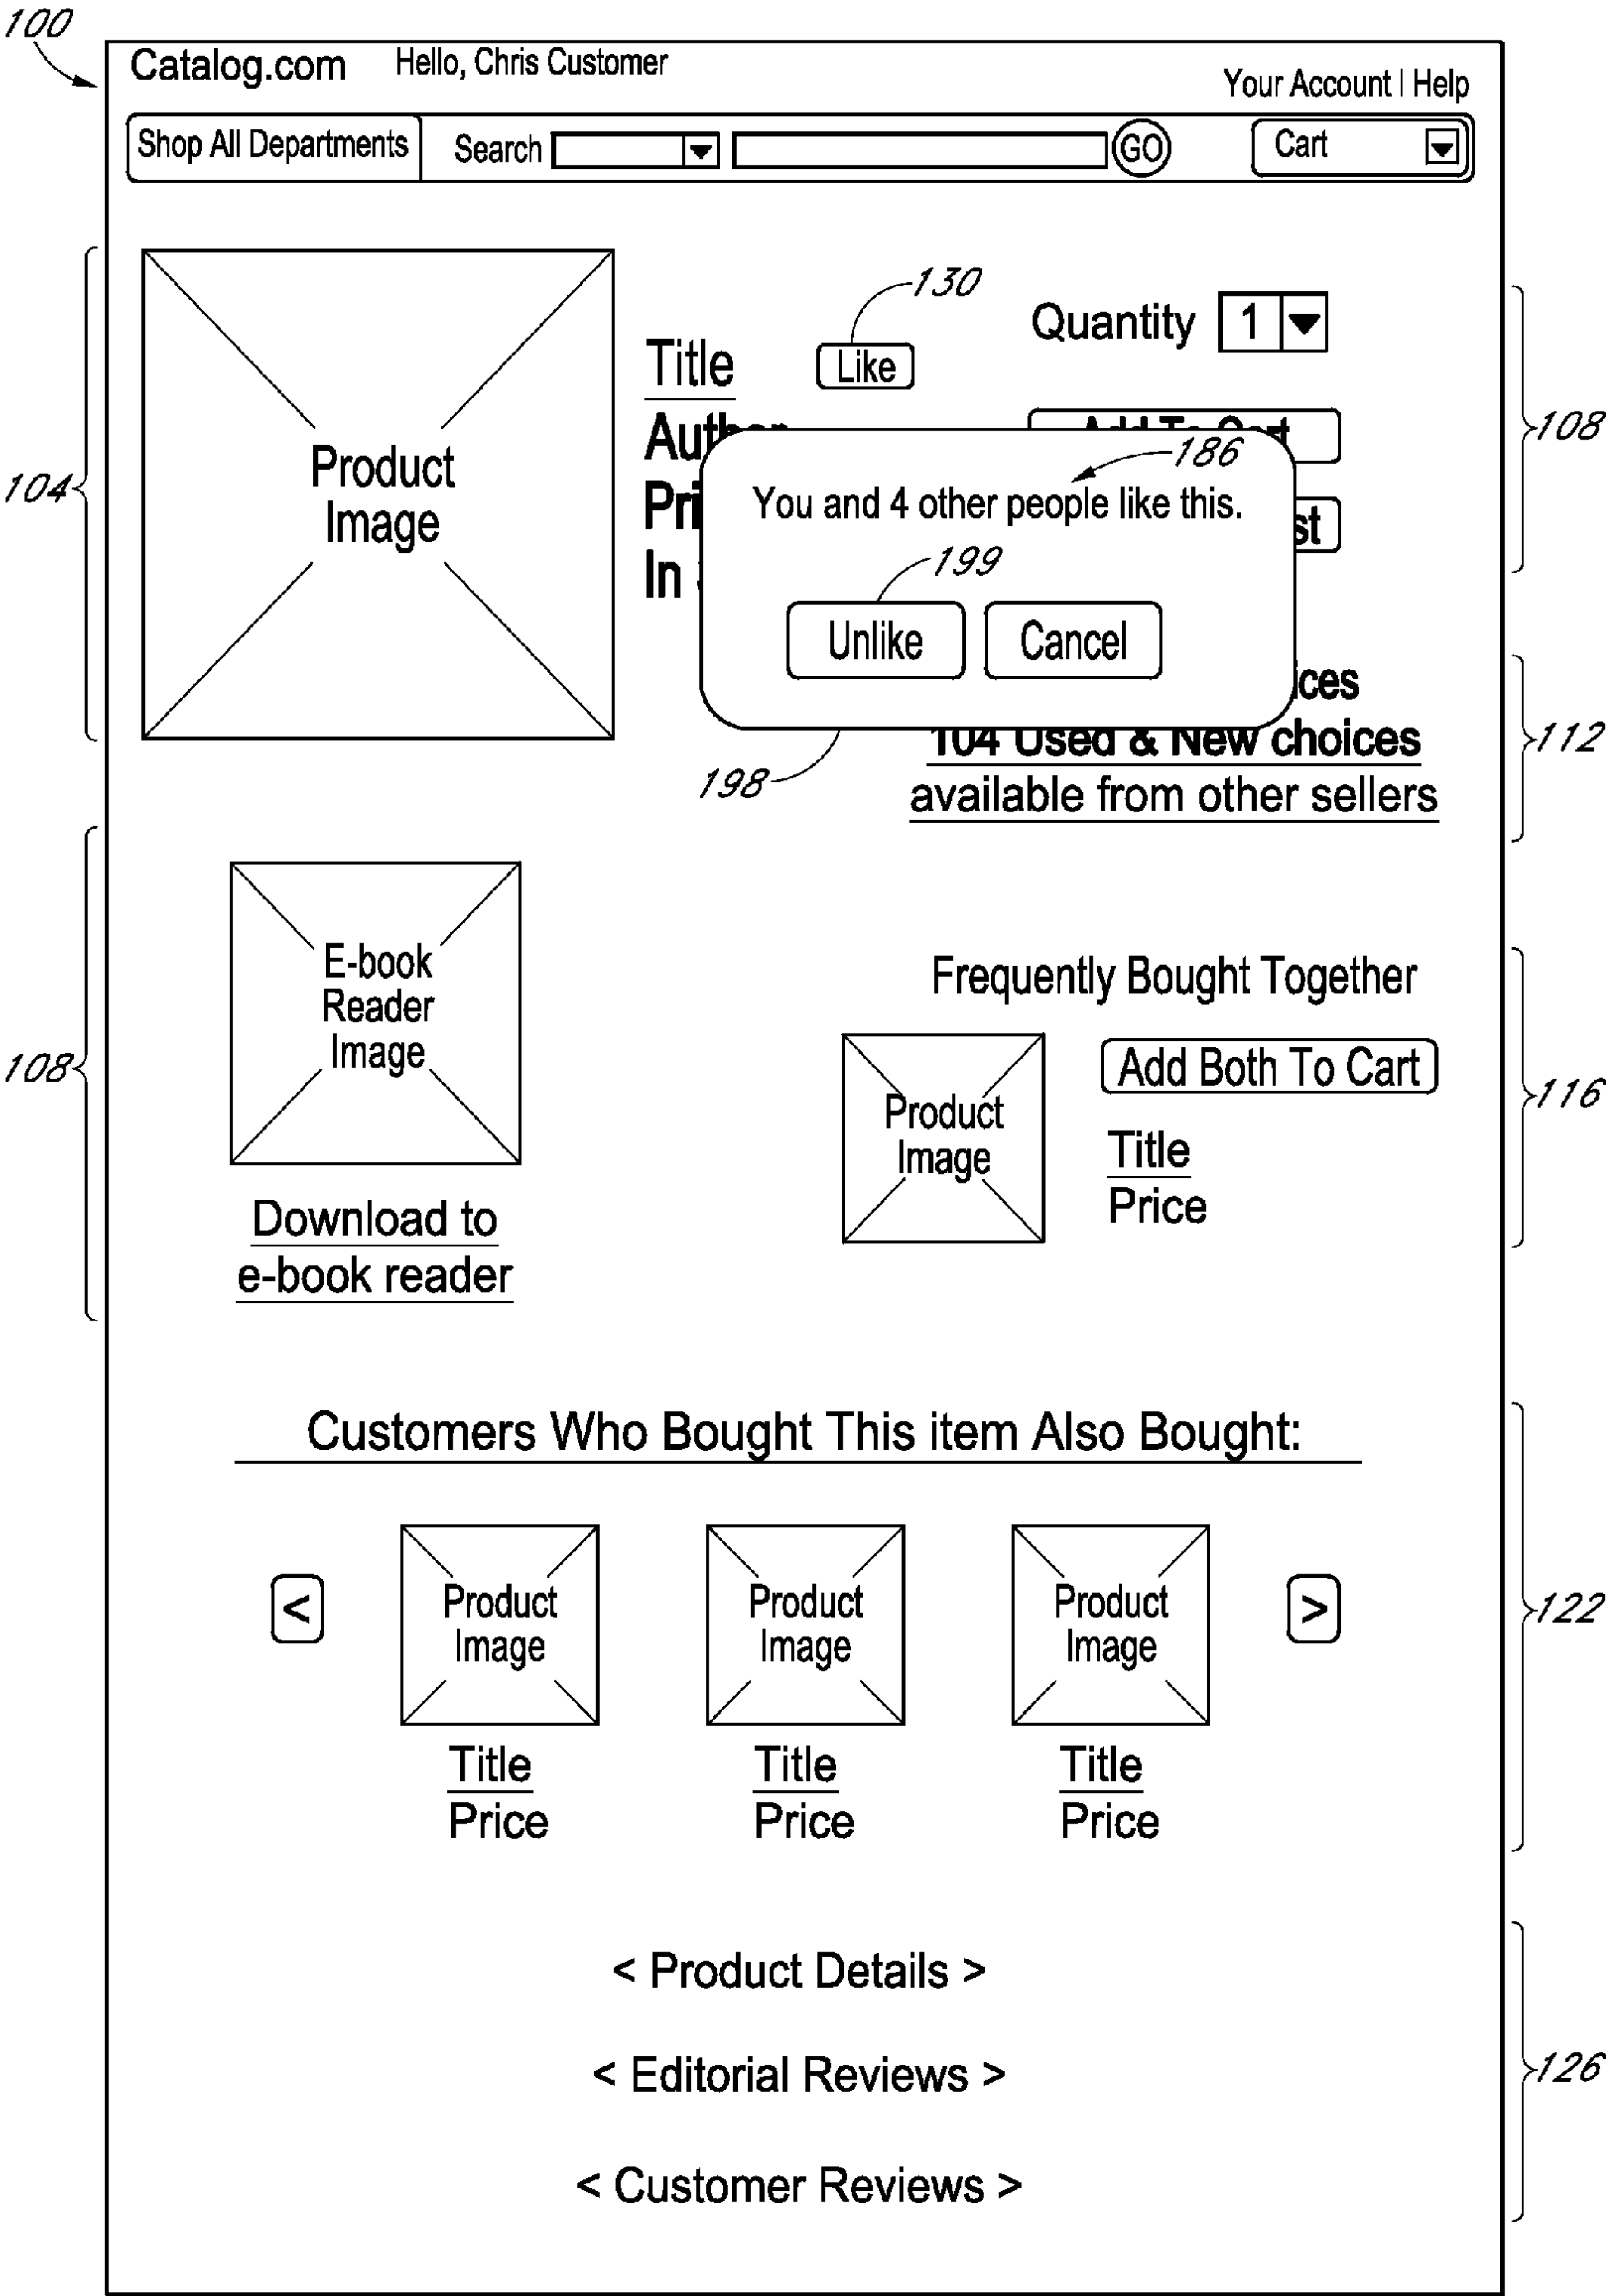 100
Catalog.com Hello, Chris Customer
Your Account | Help
Shop All Departments Search GO Cart
130
Title Like Quantity 1
108
186
104
Product
Image
You and 4 other people like this.
199
In
Unlike Cancel
112
198
104 Used & New choices
available from other sellers
108
E-book
Reader
Image
Download to
e-book reader
Frequently Bought Together
116
Product
Image
Add Both To Cart
Title
Price
Customers Who Bought This item Also Bought:
122
< Product Product Product >
Image Image Image
Title Title Title
Price Price Price
126
< Product Details >
< Editorial Reviews >
< Customer Reviews >